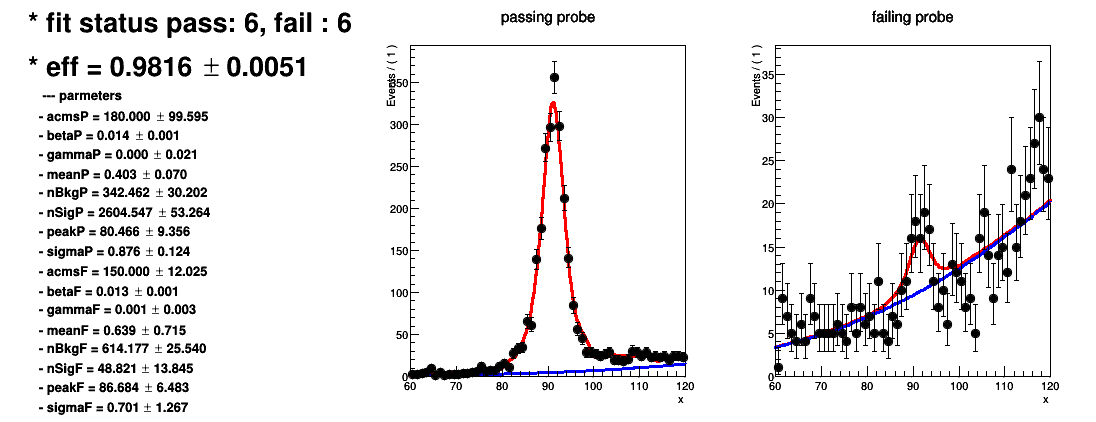 * fit status pass: 6, fail : 6
* eff = 0.9816 ± 0.0051
--- parmeters
- acmsP = 180.000 ± 99.595
- betaP = 0.014 ± 0.001
- gammaP = 0.000 ± 0.021
- meanP = 0.403 ± 0.070
- nBkgP = 342.462 ± 30.202
- nSigP = 2604.547 ± 53.264
- peakP = 80.466 ± 9.356
- sigmaP = 0.876 ± 0.124
- acmsF = 150.000 ± 12.025
- betaF = 0.013 ± 0.001
- gammaF = 0.001 ± 0.003
- meanF = 0.639 ± 0.715
- nBkgF = 614.177 ± 25.540
- nSigF = 48.821 ± 13.845
- peakF = 86.684 ± 6.483
- sigmaF = 0.701 ± 1.267
passing probe
Events / ( 1 )
350
300
250
200
150
100
50
0
60 70 80 90 100 110 120
x
failing probe
Events / ( 1 )
35
30
25
20
15
10
5
0
60 70 80 90 100 110 120
x